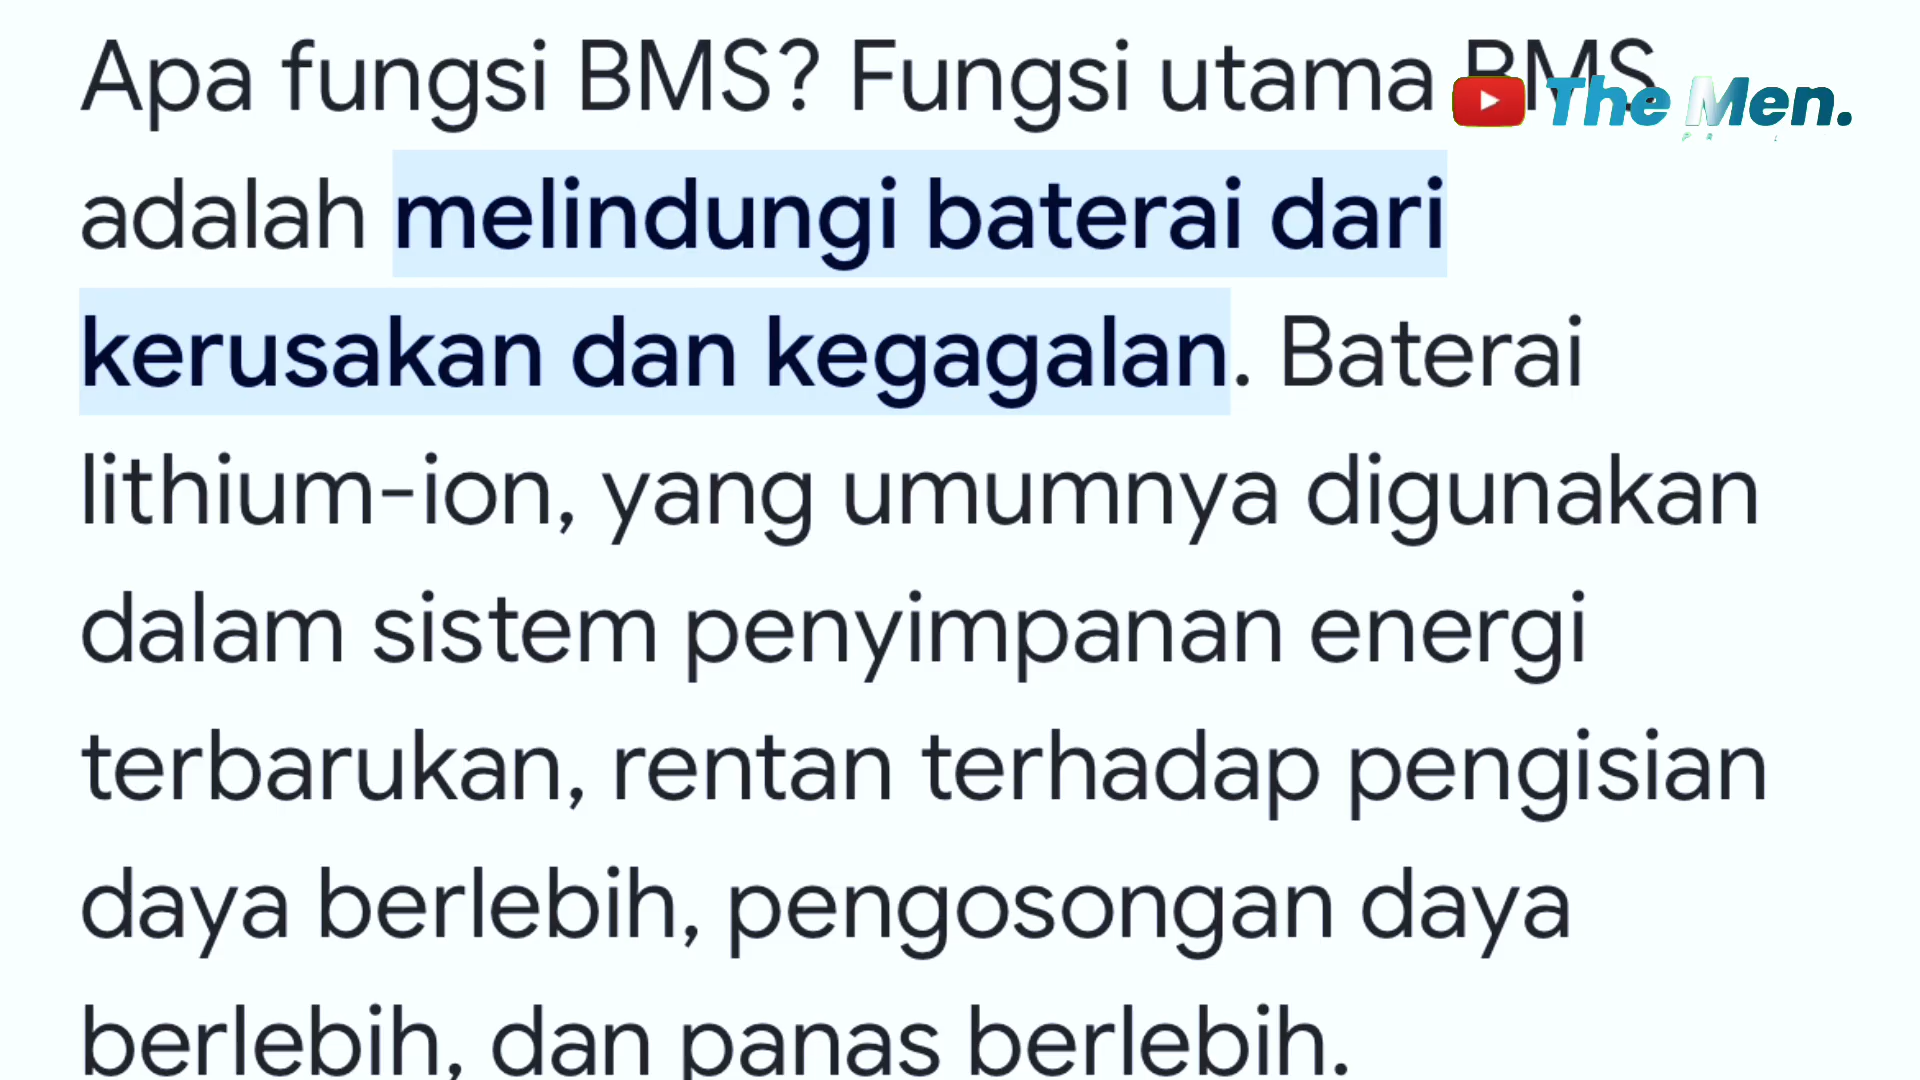 Apa fungsi BMS? Fungsi utama BMS
The Men.
adalah melindungi baterai dari
kerusakan dan kegagalan. Baterai
lithium-ion, yang umumnya digunakan
dalam sistem penyimpanan energi
terbarukan, rentan terhadap pengisian
daya berlebih, pengosongan daya
berlebih, dan panas berlebih.